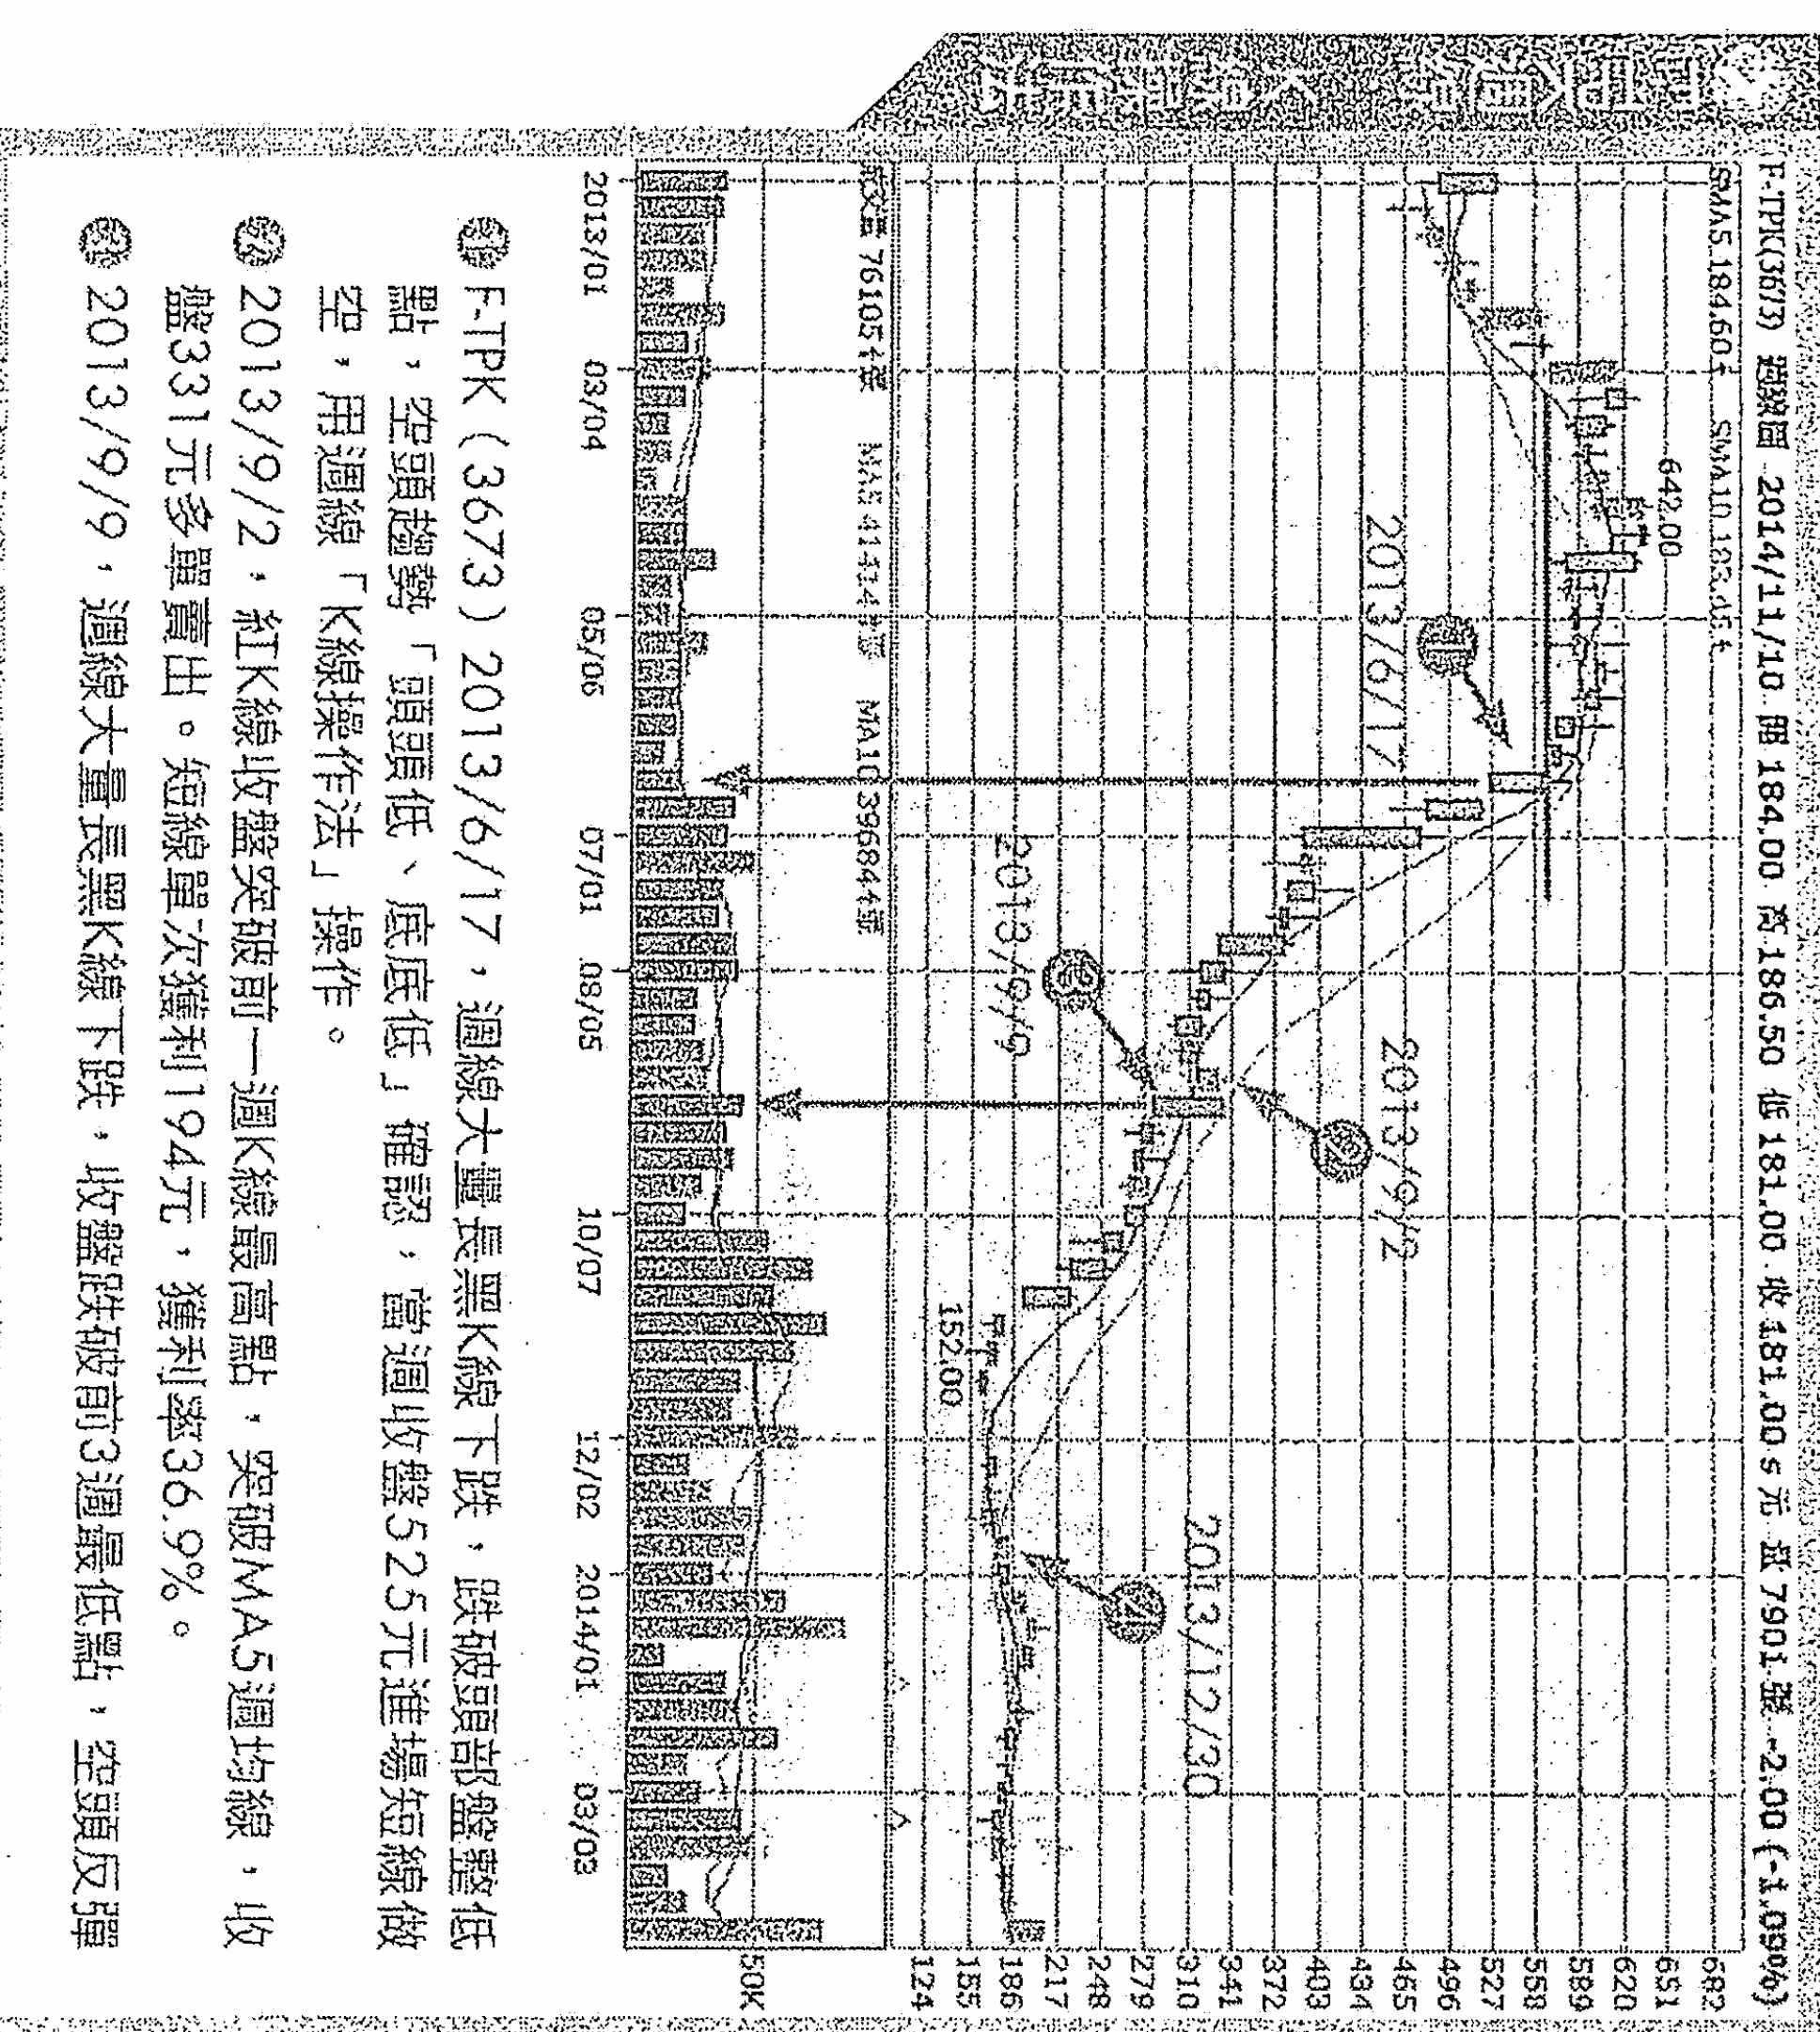 F-TPK(3673) 週線圖 2014/11/10 開 184.00 高 186.50 低 181.00 收 181.00 s 元 量 7901 張 -2.00 (-1.09%)
SMA5 184.60↑ SMA10 183.45↑
682
651
620
589
558
527
496
465
434
403
372
341
310
279
248
217
186
155
124
642.00
2013/6/17
1
2013/9/2
2
2013/9/9
3
2013/12/30
4
152.00
成交量 76105↑張 MA5 41414↑張 MA10 39684↑張
50K
2013/01 03/04 05/06 07/01 08/05 10/07 12/02 2014/01 03/03
1 F-TPK（3673）2013/6/17，週線大量長黑K線下跌，跌破頭部盤整低
點，空頭趨勢「頭頭低、底底低」確認，當週收盤525元進場短線做
空，用週線「K線操作法」操作。
2 2013/9/2，紅K線收盤突破前一週K線最高點，突破MA5週均線，收
盤331元多單賣出。短線單次獲利194元，獲利率36.9%。
3 2013/9/9，週線大量長黑K線下跌，收盤跌破前3週最低點，空頭反彈